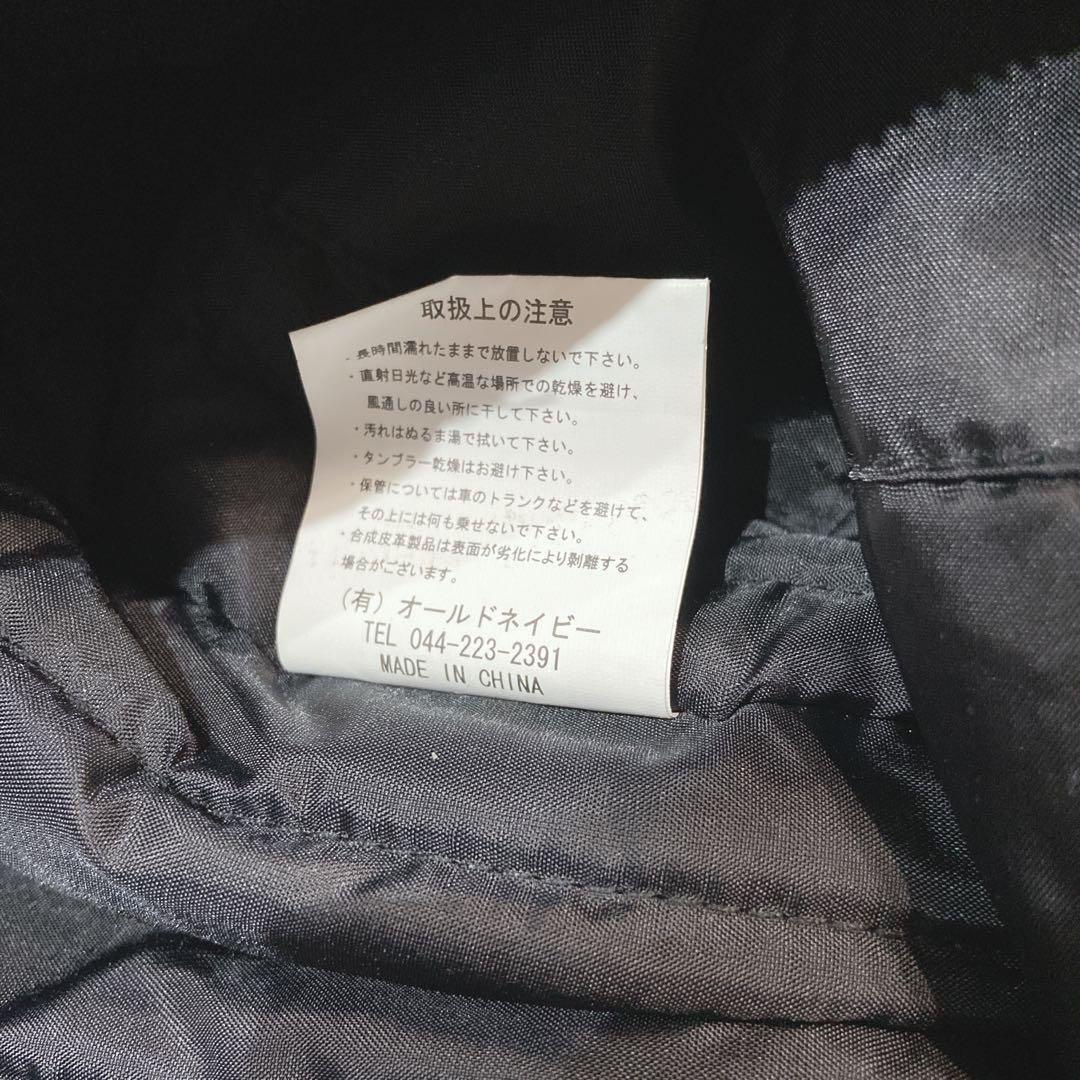 取扱上の注意
・長時間濡れたままで放置しないで下さい。
・直射日光など高温な場所での乾燥を避け、
風通しの良い所に干して下さい。
・汚れはぬるま湯で拭いて下さい。
・タンブラー乾燥はお避け下さい。
・保管については車のトランクなどを避けて、
その上には何も乗せないで下さい。
・合成皮革製品は表面が劣化により剥離する
場合がございます。
(有) オールドネイビー
TEL 044-223-2391
MADE IN CHINA